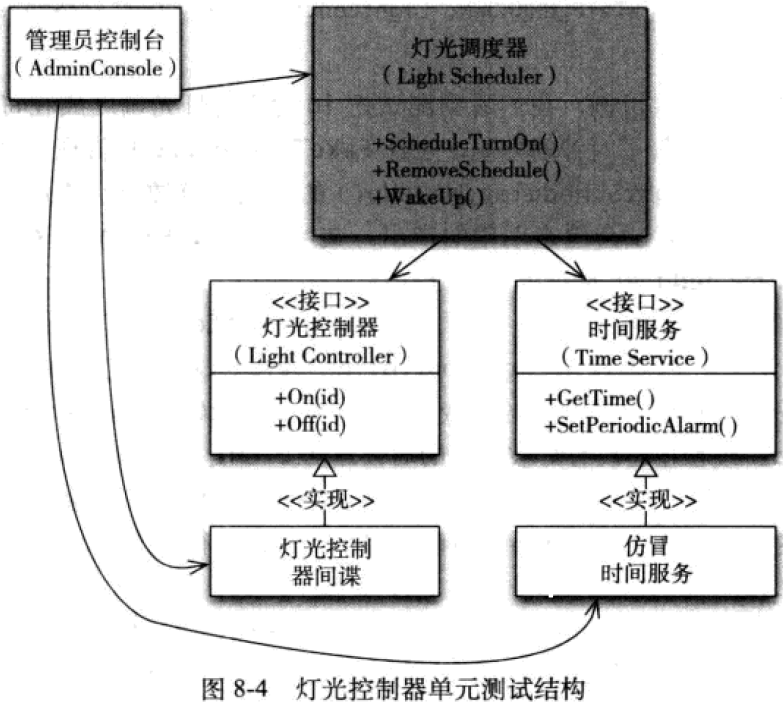 管理员控制台
(AdminConsole)
灯光调度器
(Light Scheduler)
+ScheduleTurnOn()
+RemoveSchedule()
+WakeUp()
<<接口>>
灯光控制器
(Light Controller)
+On(id)
+Off(id)
<<接口>>
时间服务
(Time Service)
+GetTime()
+SetPeriodicAlarm()
<<实现>>
<<实现>>
灯光控制
器间谍
仿冒
时间服务
图 8-4 灯光控制器单元测试结构